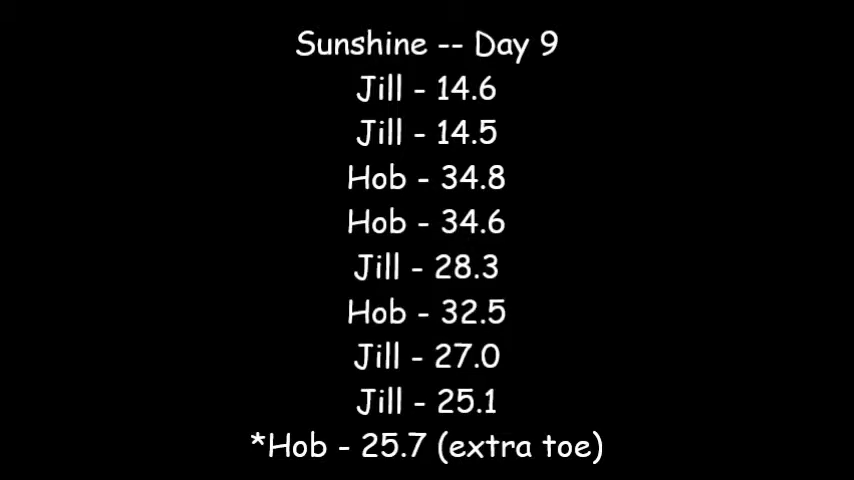 Sunshine -- Day 9
Jill - 14.6
Jill - 14.5
Hob - 34.8
Hob - 34.6
Jill - 28.3
Hob - 32.5
Jill - 27.0
Jill - 25.1
*Hob - 25.7 (extra toe)